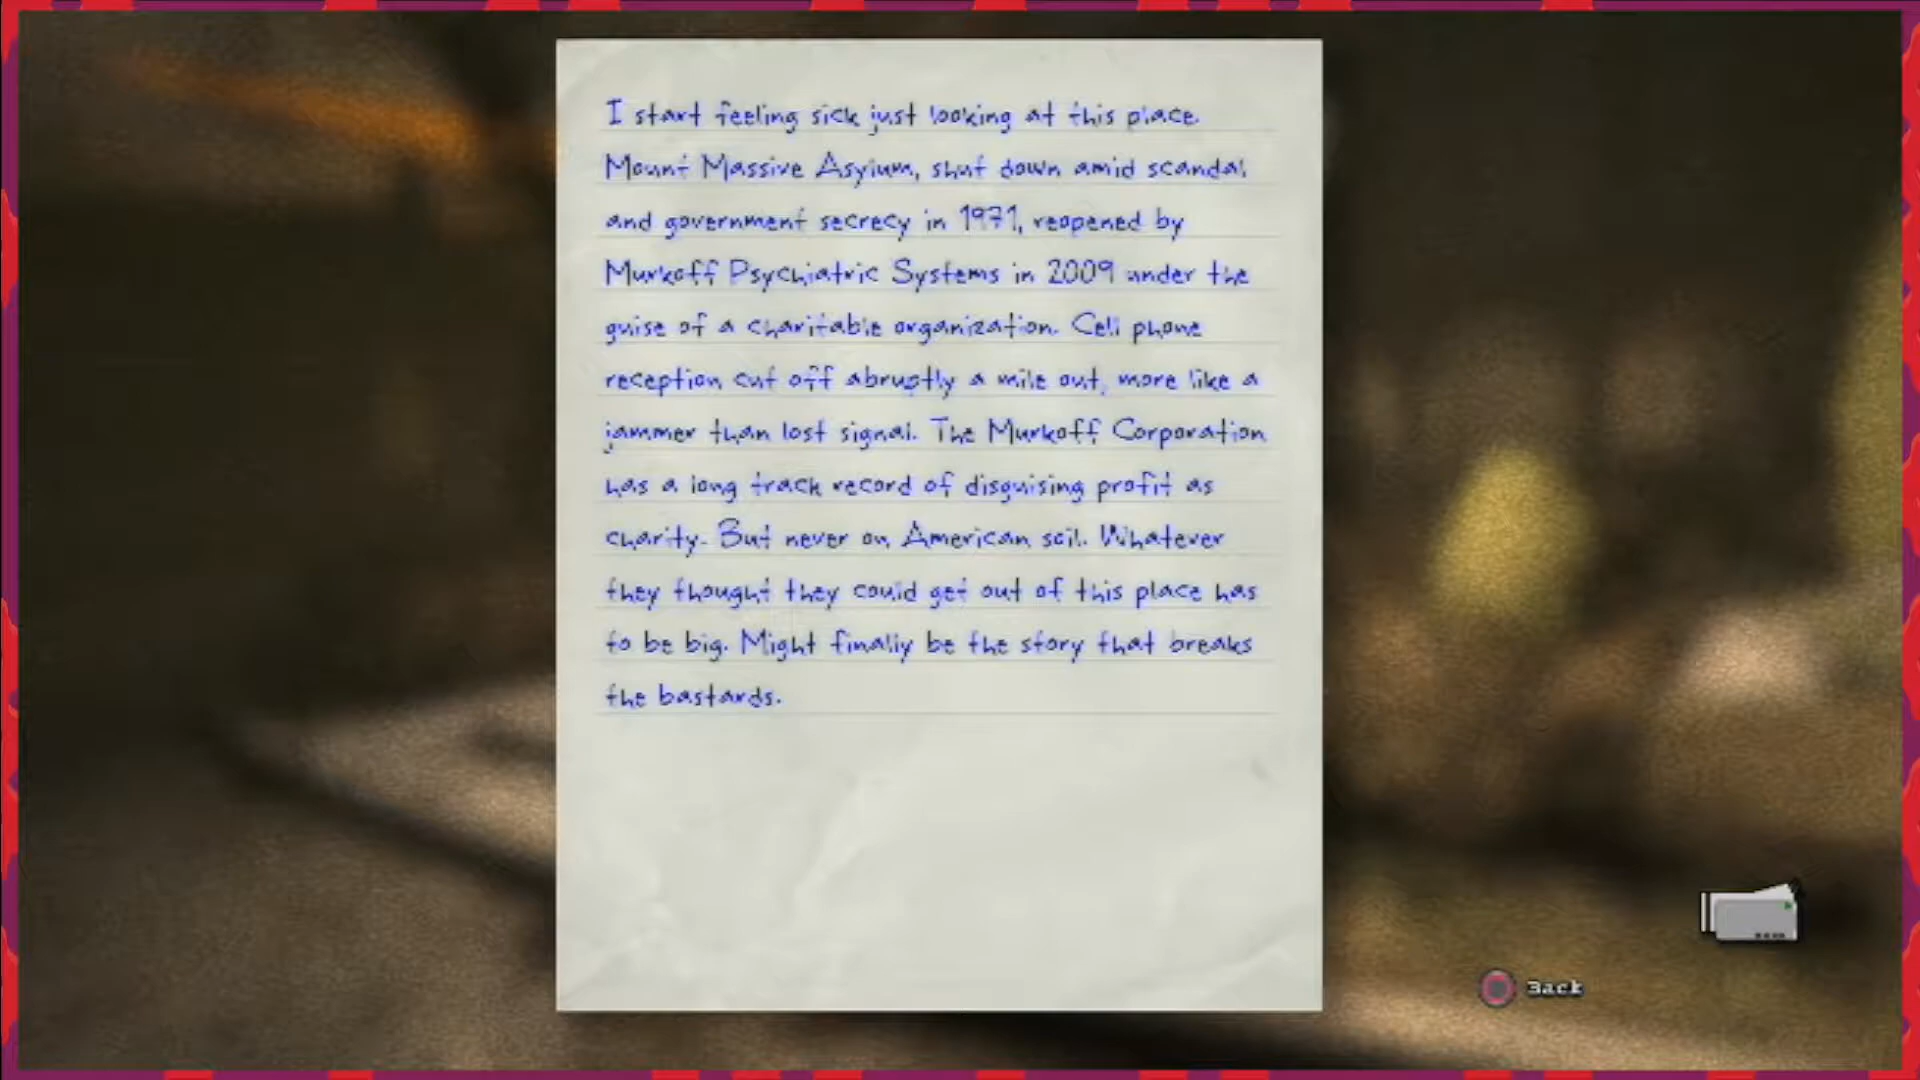 I start feeling sick just looking at this place.
Mount Massive Asylum, shut down amid scandal
and government secrecy in 1971, reopened by
Murkoff Psychiatric Systems in 2009 under the
guise of a charitable organization. Cell phone
reception cut off abruptly a mile out, more like a
jammer than lost signal. The Murkoff Corporation
has a long track record of disguising profit as
charity. But never on American soil. Whatever
they thought they could get out of this place has
to be big. Might finally be the story that breaks
the bastards.
Back